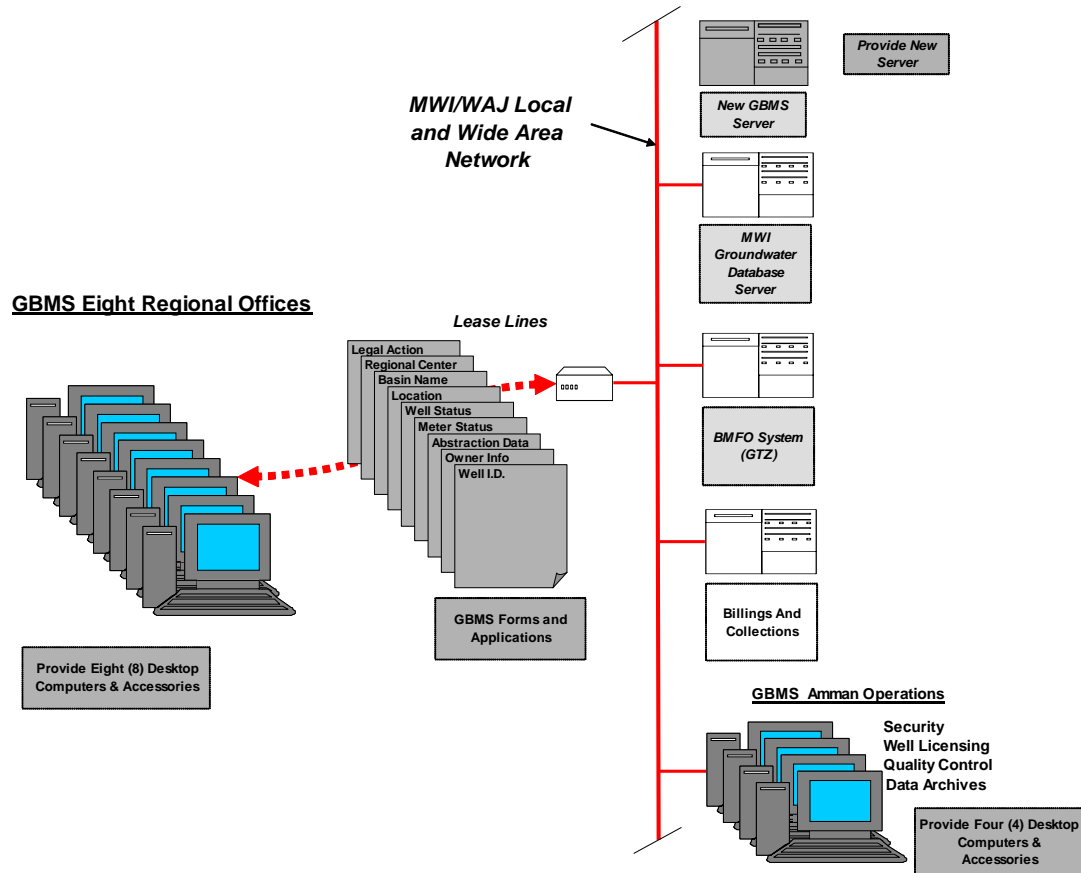 Provide New
Server
New GBMS
Server
MWI/WAJ Local
and Wide Area
Network
MWI
Groundwater
Database
Server
GBMS Eight Regional Offices
Lease Lines
Legal Action
Regional Center
Basin Name
Location
Well Status
Meter Status
Abstraction Data
Owner Info
Well I.D.
BMFO System
(GTZ)
GBMS Forms and
Applications
Billings And
Collections
Provide Eight (8) Desktop
Computers & Accessories
GBMS Amman Operations
Security
Well Licensing
Quality Control
Data Archives
Provide Four (4) Desktop
Computers &
Accessories